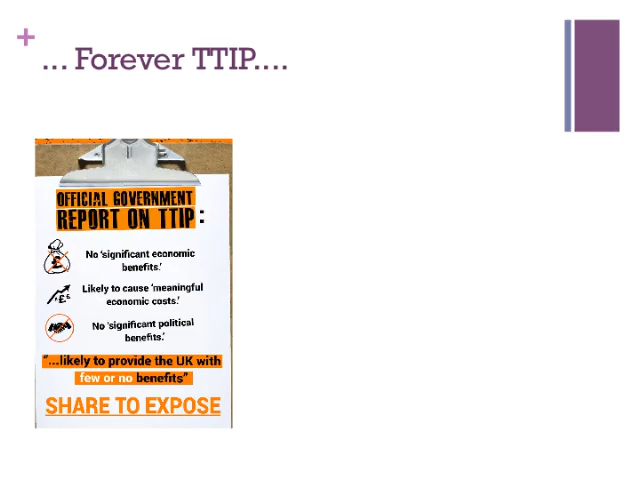 +
... Forever TTIP....
OFFICIAL GOVERNMENT
REPORT ON TTIP:
No ‘significant economic
benefits.’
Likely to cause ‘meaningful
economic costs.’
No ‘significant political
benefits.’
“...likely to provide the UK with
few or no benefits”
SHARE TO EXPOSE